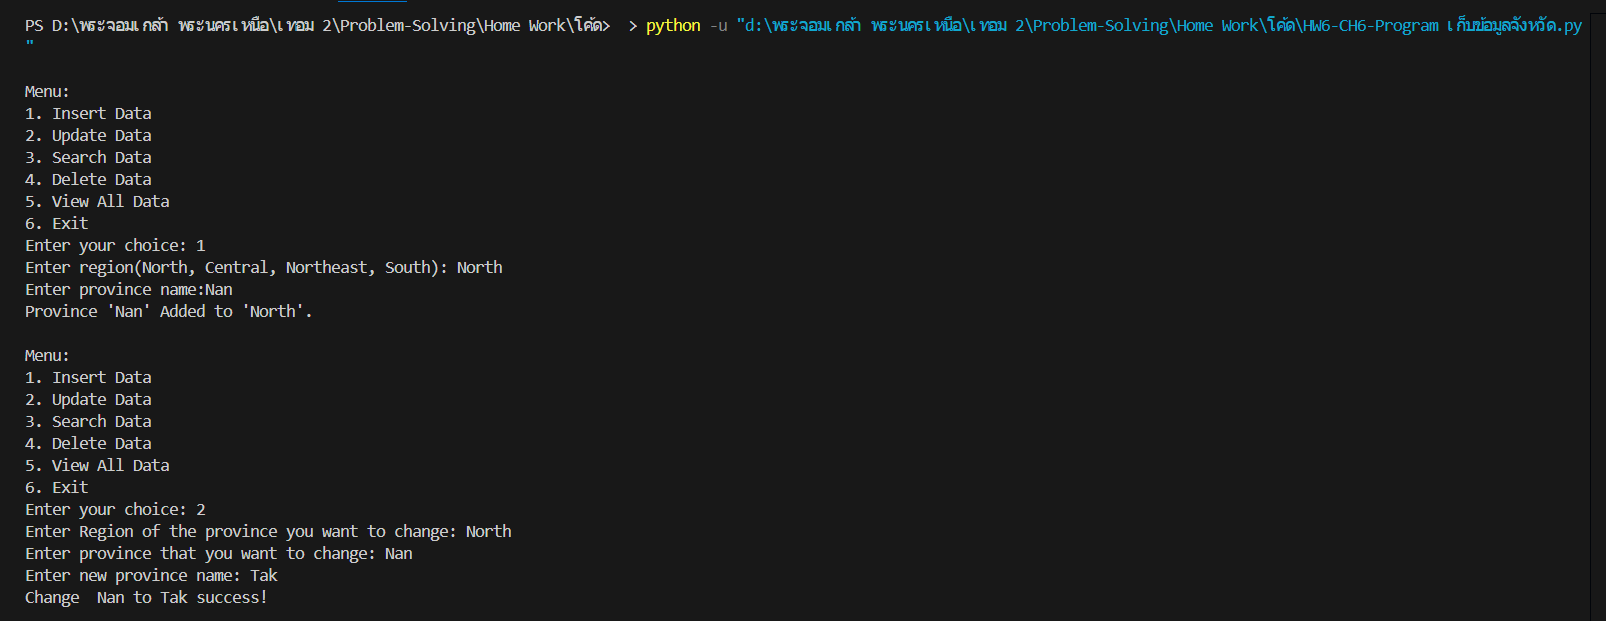 PS D:\พระจอมเกล้า พระนครเหนือ\เทอม 2\Problem-Solving\Home Work\โค้ด> > python -u "d:\พระจอมเกล้า พระนครเหนือ\เทอม 2\Problem-Solving\Home Work\โค้ด\HW6-CH6-Program เก็บข้อมูลจังหวัด.py
"
Menu:
1. Insert Data
2. Update Data
3. Search Data
4. Delete Data
5. View All Data
6. Exit
Enter your choice: 1
Enter region(North, Central, Northeast, South): North
Enter province name:Nan
Province 'Nan' Added to 'North'.
Menu:
1. Insert Data
2. Update Data
3. Search Data
4. Delete Data
5. View All Data
6. Exit
Enter your choice: 2
Enter Region of the province you want to change: North
Enter province that you want to change: Nan
Enter new province name: Tak
Change  Nan to Tak success!